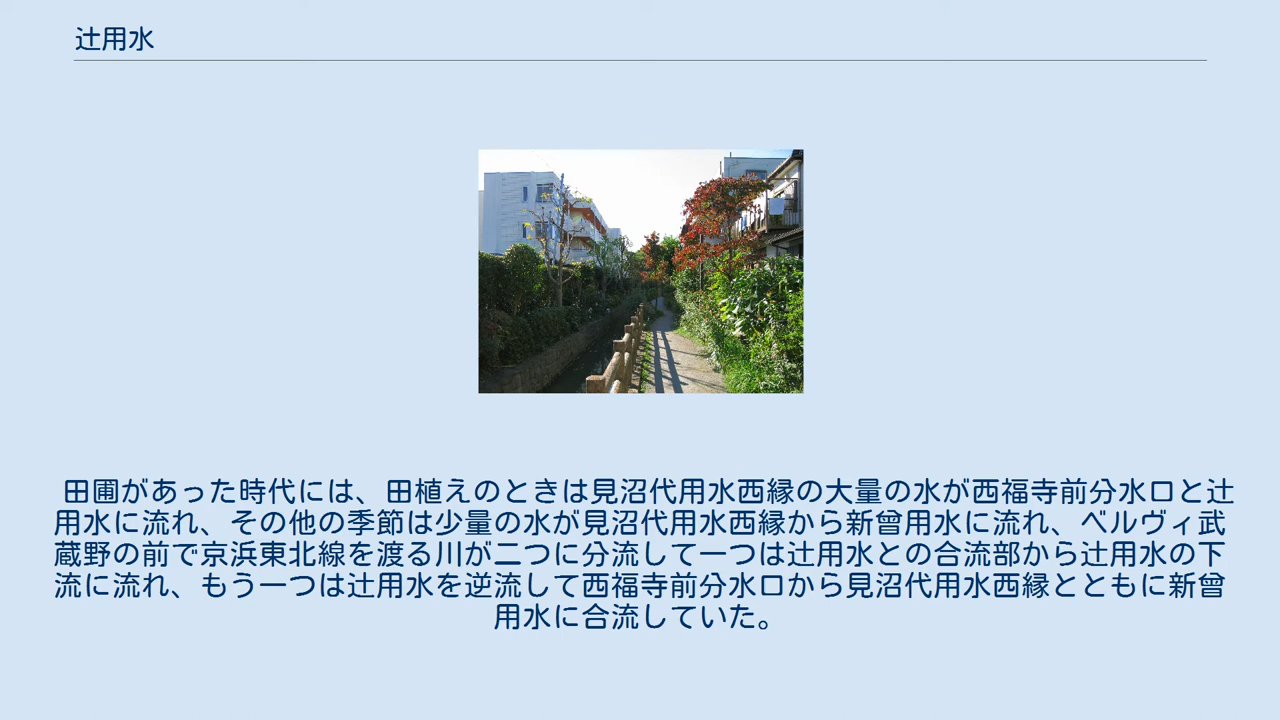 辻用水
田圃があった時代には、田植えのときは見沼代用水西縁の大量の水が西福寺前分水口と辻
用水に流れ、その他の季節は少量の水が見沼代用水西縁から新曾用水に流れ、ベルヴィ武
蔵野の前で京浜東北線を渡る川が二つに分流して一つは辻用水との合流部から辻用水の下
流に流れ、もう一つは辻用水を逆流して西福寺前分水口から見沼代用水西縁とともに新曾
用水に合流していた。